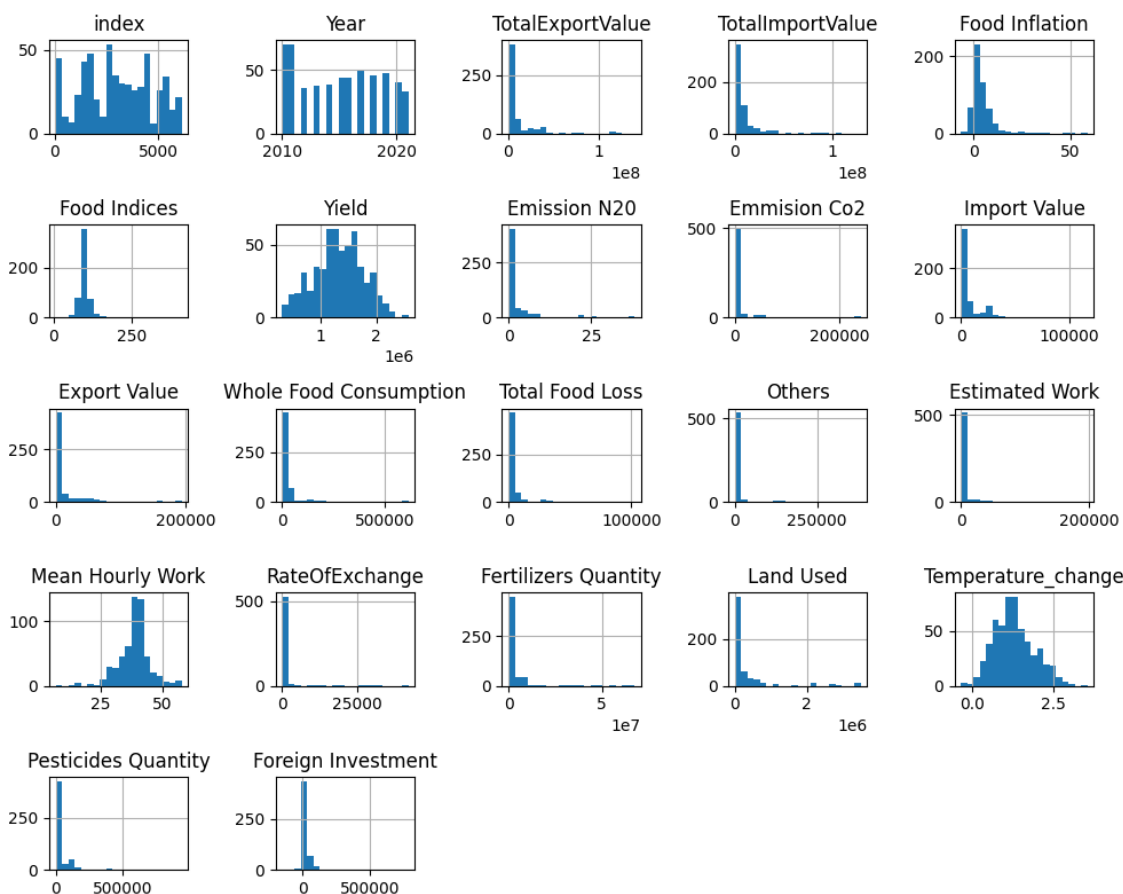 index Year TotalExportValue TotalImportValue Food Inflation
50 50 250 250 200
0 0 0 0 0
0 5000 2010 2020 0 1 0 1 0 50
1e8 1e8
Food Indices Yield Emission N20 Emmision Co2 Import Value
500
200 50 250 250 200
0 0 0 0 0
0 250 1 2 0 25 0 200000 0 100000
1e6
Export Value Whole Food Consumption Total Food Loss Others Estimated Work
500 500
250 250 250 250 250
0 0 0 0 0
0 200000 0 500000 0 100000 0 250000 0 200000
Mean Hourly Work RateOfExchange Fertilizers Quantity Land Used Temperature_change
500
100 250 250 200 50
0 0 0 0 0
25 50 0 25000 0 5 0 2 0.0 2.5
1e7 1e6
Pesticides Quantity Foreign Investment
250 250
0 0
0 500000 0 500000